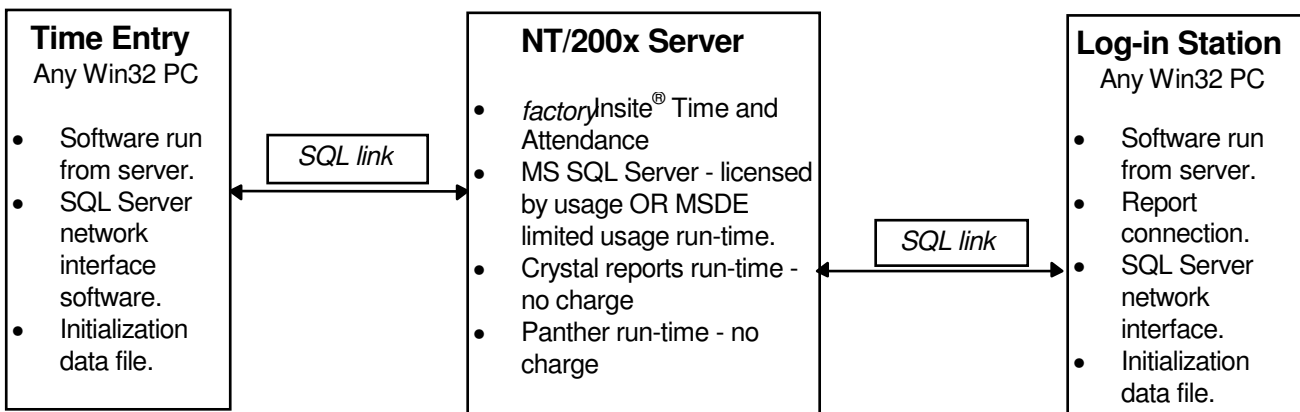 Time Entry
Any Win32 PC
• Software run
from server.
• SQL Server
network
interface
software.
• Initialization
data file.
SQL link
NT/200x Server
• factoryInsite® Time and
Attendance
• MS SQL Server - licensed
by usage OR MSDE
limited usage run-time.
• Crystal reports run-time -
no charge
• Panther run-time - no
charge
SQL link
Log-in Station
Any Win32 PC
• Software run
from server.
• Report
connection.
• SQL Server
network
interface.
• Initialization
data file.